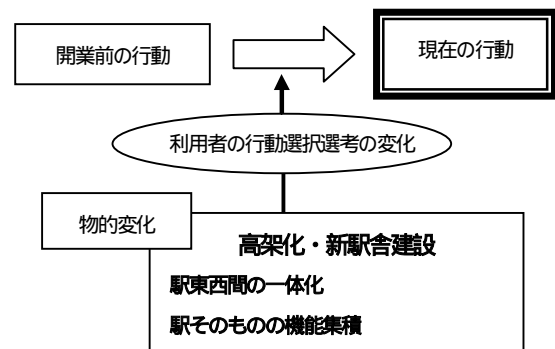 開業前の行動
現在の行動
利用者の行動選択選考の変化
物的変化
高架化・新駅舎建設
駅東西間の一体化
駅そのものの機能集積